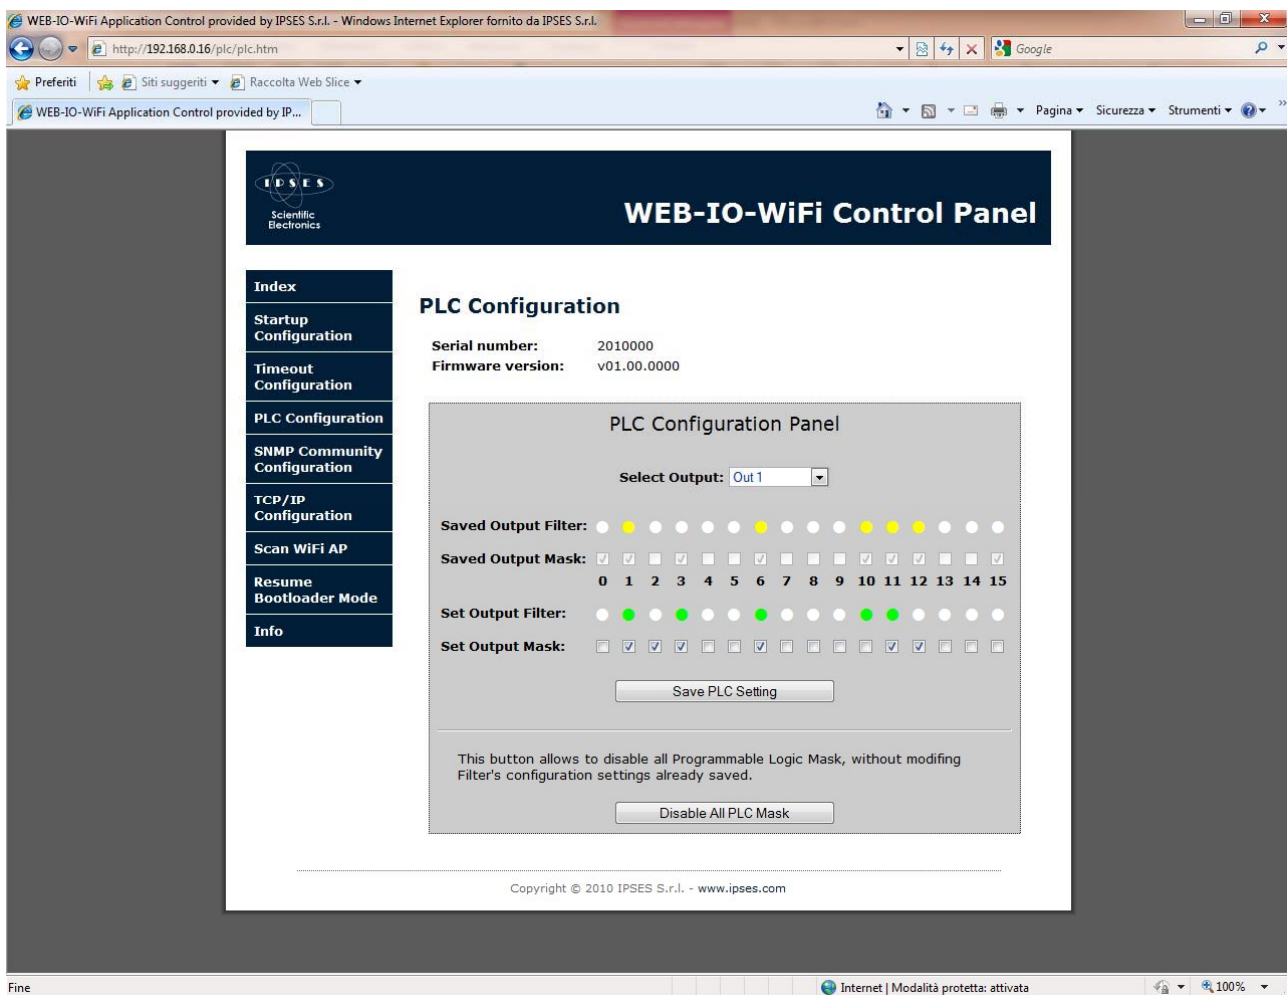 WEB-IO-WiFi Application Control provided by IPSES S.r.l. - Windows Internet Explorer fornito da IPSES S.r.l.
http://192.168.0.16/plc/plc.htm
Google
Preferiti
Siti suggeriti
Raccolta Web Slice
WEB-IO-WiFi Application Control provided by IP...
Pagina
Sicurezza
Strumenti
IPSES
Scientific
Electronics
WEB-IO-WiFi Control Panel
Index
Startup
Configuration
Timeout
Configuration
PLC Configuration
SNMP Community
Configuration
TCP/IP
Configuration
Scan WiFi AP
Resume
Bootloader Mode
Info
PLC Configuration
Serial number: 2010000
Firmware version: v01.00.0000
PLC Configuration Panel
Select Output: Out 1
Saved Output Filter:
Saved Output Mask:
0 1 2 3 4 5 6 7 8 9 10 11 12 13 14 15
Set Output Filter:
Set Output Mask:
Save PLC Setting
This button allows to disable all Programmable Logic Mask, without modifing
Filter's configuration settings already saved.
Disable All PLC Mask
Copyright © 2010 IPSES S.r.l. - www.ipses.com
Fine
Internet | Modalità protetta: attivata
100%